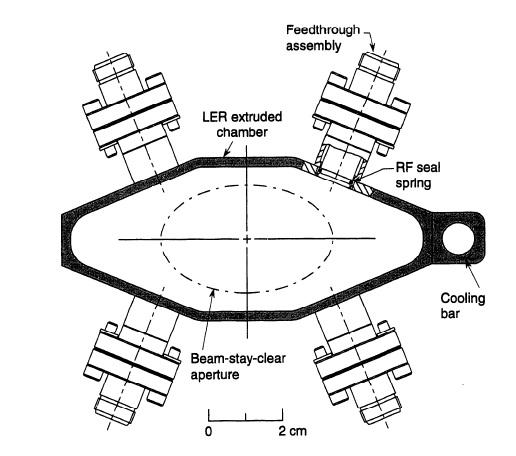 Feedthrough
assembly
LER extruded
chamber
RF seal
spring
Cooling
bar
Beam-stay-clear
aperture
0 2 cm